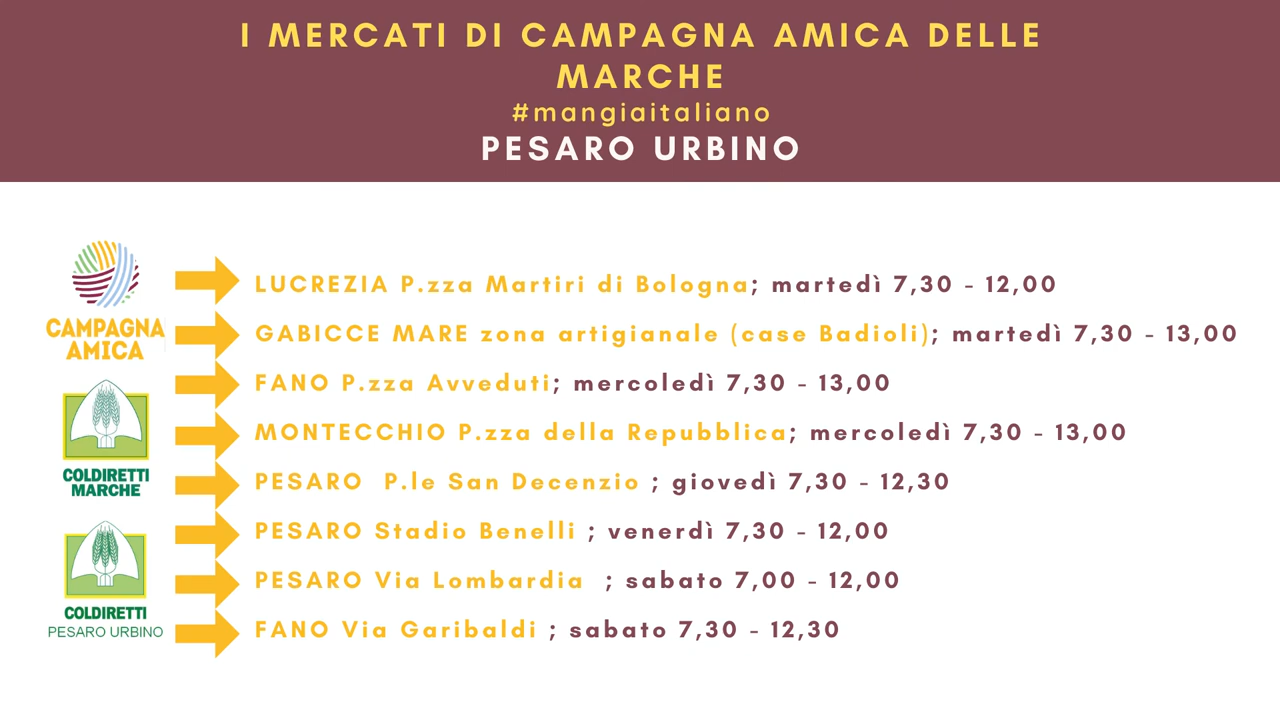 I MERCATI DI CAMPAGNA AMICA DELLE
MARCHE
#mangiaitaliano
PESARO URBINO
CAMPAGNA
AMICA
COLDIRETTI
MARCHE
COLDIRETTI
PESARO URBINO
LUCREZIA P.zza Martiri di Bologna; martedì 7,30 - 12,00
GABICCE MARE zona artigianale (case Badioli); martedì 7,30 - 13,00
FANO P.zza Avveduti; mercoledì 7,30 - 13,00
MONTECCHIO P.zza della Repubblica; mercoledì 7,30 - 13,00
PESARO P.le San Decenzio ; giovedì 7,30 - 12,30
PESARO Stadio Benelli ; venerdì 7,30 - 12,00
PESARO Via Lombardia ; sabato 7,00 - 12,00
FANO Via Garibaldi ; sabato 7,30 - 12,30